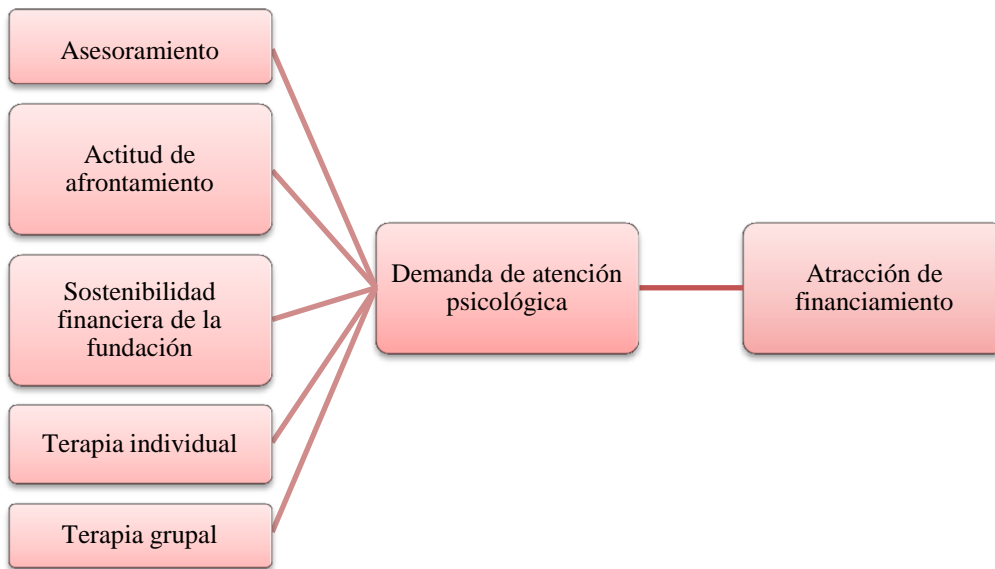 Asesoramiento
Actitud de
afrontamiento
Sostenibilidad
financiera de la
fundación
Terapia individual
Terapia grupal
Demanda de atención
psicológica
Atracción de
financiamiento